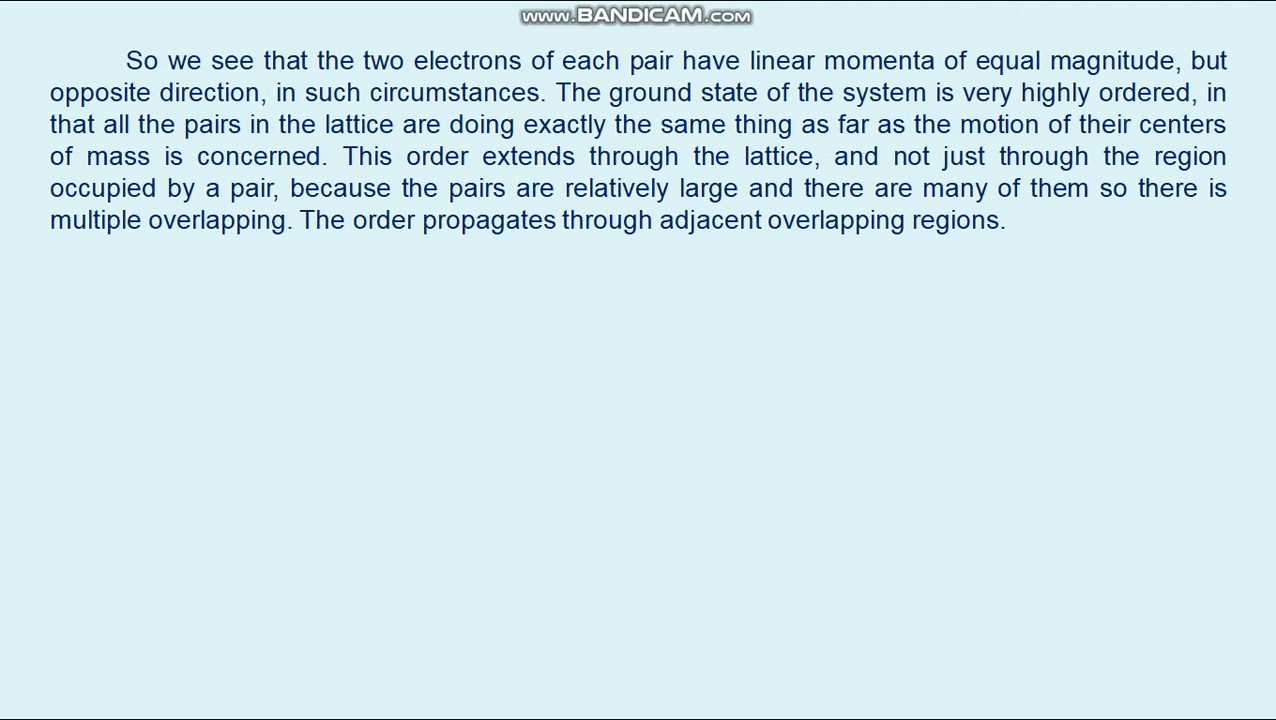 www.BANDICAM.com
So we see that the two electrons of each pair have linear momenta of equal magnitude, but
opposite direction, in such circumstances. The ground state of the system is very highly ordered, in
that all the pairs in the lattice are doing exactly the same thing as far as the motion of their centers
of mass is concerned. This order extends through the lattice, and not just through the region
occupied by a pair, because the pairs are relatively large and there are many of them so there is
multiple overlapping. The order propagates through adjacent overlapping regions.